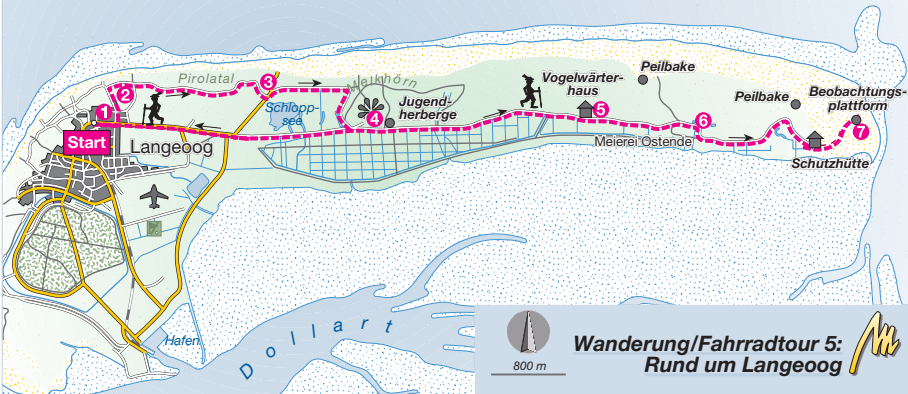 Pirolatal
3
Melkhörn
Vogelwärter-
haus
Peilbake
Peilbake
Beobachtungs-
plattform
2
1
Schlopp-
see
4
Jugend-
herberge
5
6
7
Start
Langeoog
Meierei Ostende
Schutzhütte
Hafen
Dollart
800 m
Wanderung/Fahrradtour 5:
Rund um Langeoog